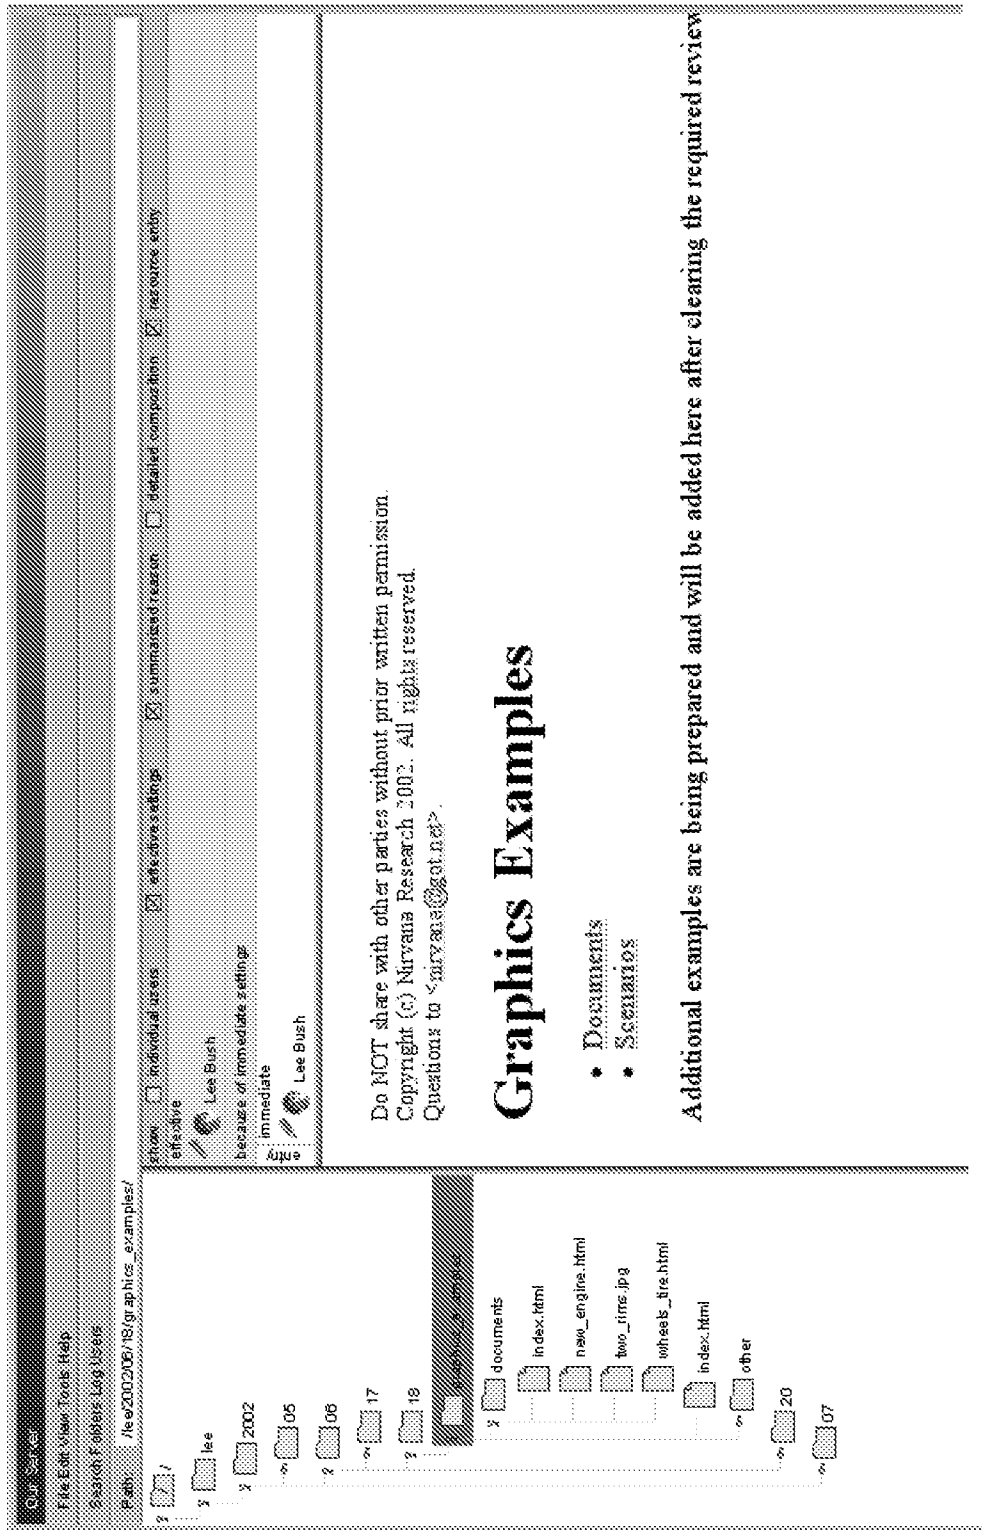 File Edit View Tools Help
Search Folders Log Users
Path /lee/2002/06/18/graphics_examples/
/
lee
2002
05
06
17
18
documents
index.html
new_engine.html
two_rims.jpg
wheels_tire.html
index.html
other
20
07
show individual users effective settings summarized reason detailed composition resource entry
effective
Lee Bush
because of immediate settings
entry immediate
Lee Bush
Do NOT share with other parties without prior written permission.
Copyright (c) Nirvana Research 2002. All rights reserved.
Questions to <nirvana@got.net>.
Graphics Examples
• Documents
• Scenarios
Additional examples are being prepared and will be added here after clearing the required review